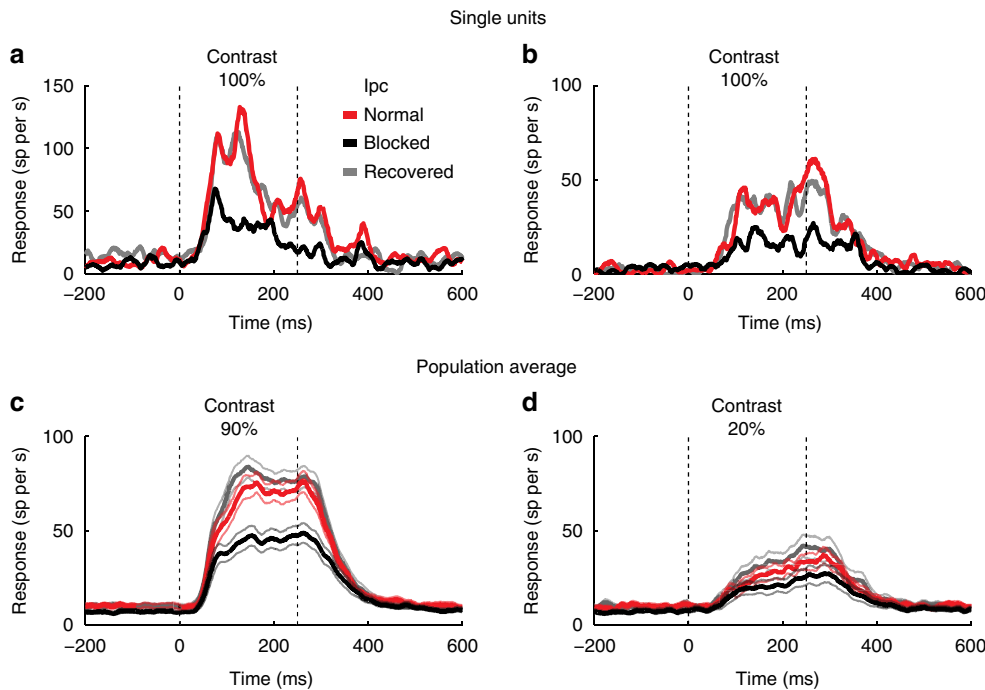 Single units
a
Contrast
100%
Ipc
Normal
Blocked
Recovered
150
100
50
0
Response (sp per s)
−200
0
200
400
600
Time (ms)
b
Contrast
100%
100
50
0
Response (sp per s)
−200
0
200
400
600
Time (ms)
Population average
c
Contrast
90%
100
50
0
Response (sp per s)
−200
0
200
400
600
Time (ms)
d
Contrast
20%
100
50
0
Response (sp per s)
−200
0
200
400
600
Time (ms)